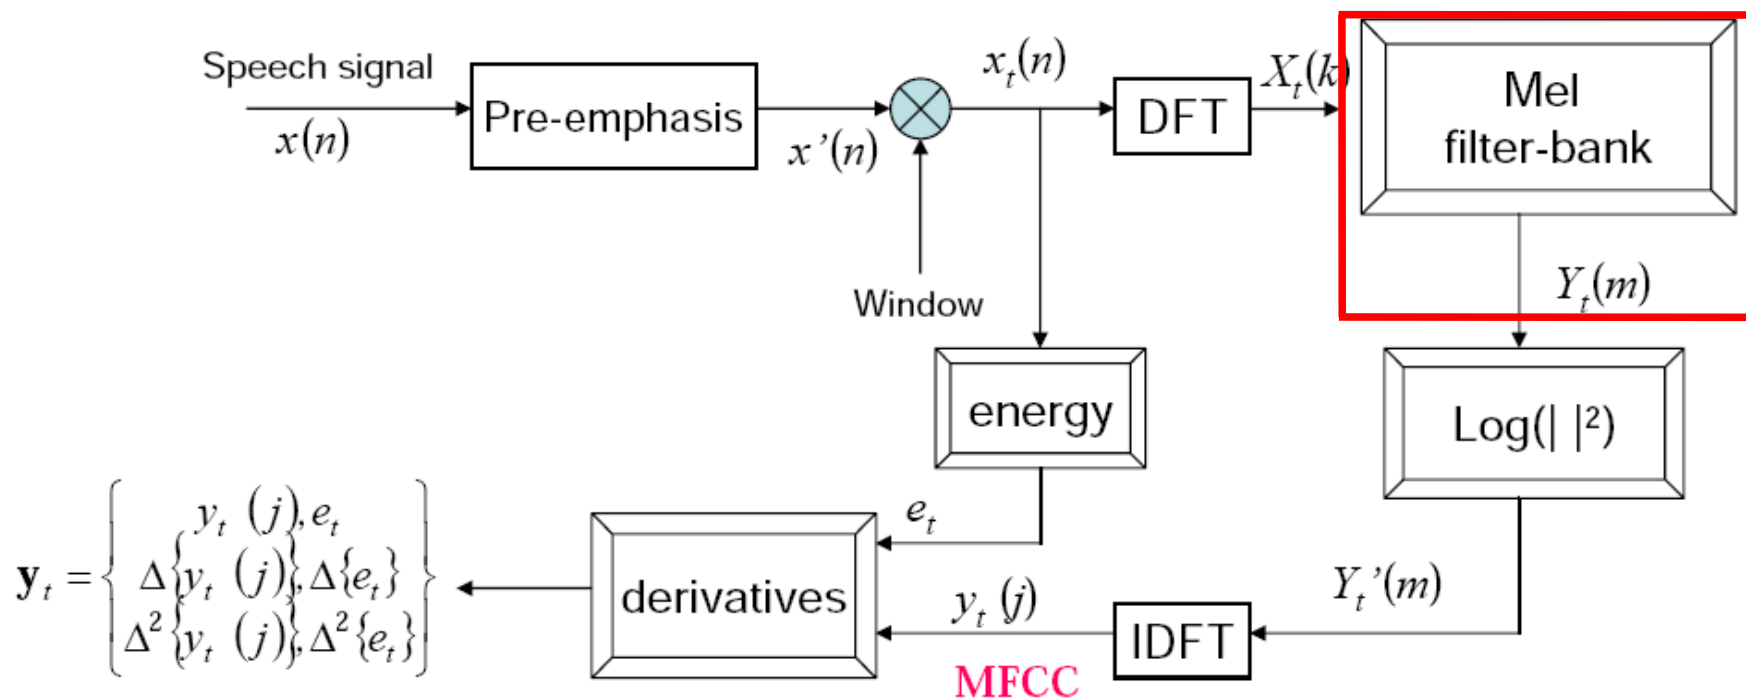 Speech signal
x(n)
Pre-emphasis
x'(n)
Window
x_t(n)
DFT
X_t(k)
Mel
filter-bank
Y_t(m)
Log(| |²)
Y_t'(m)
IDFT
y_t (j)
MFCC
energy
e_t
derivatives
y_t = { y_t (j), e_t
Δ{y_t (j)}, Δ{e_t}
Δ²{y_t (j)}, Δ²{e_t} }